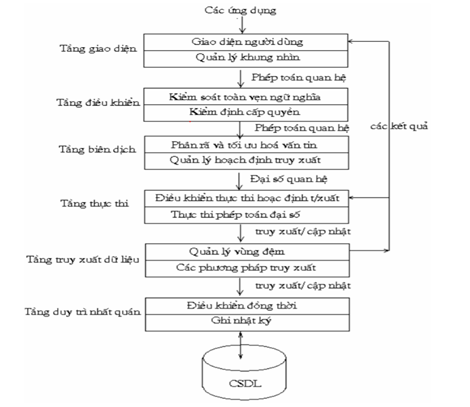 Các ứng dụng
Tầng giao diện
Giao diện người dùng
Quản lý khung nhìn
Phép toán quan hệ
Tầng điều khiển
Kiểm soát toàn vẹn ngữ nghĩa
Kiểm định cấp quyền
Phép toán quan hệ
các kết quả
Tầng biên dịch
Phân rã và tối ưu hoá vấn tin
Quản lý hoạch định truy xuất
Đại số quan hệ
Tầng thực thi
Điều khiển thực thi hoạc định t/xuất
Thực thi phép toán đại số
truy xuất/ cập nhật
Tầng truy xuất dữ liệu
Quản lý vùng đệm
Các phương pháp truy xuất
truy xuất/ cập nhật
Tầng duy trì nhất quán
Điều khiển đồng thời
Ghi nhật ký
CSDL